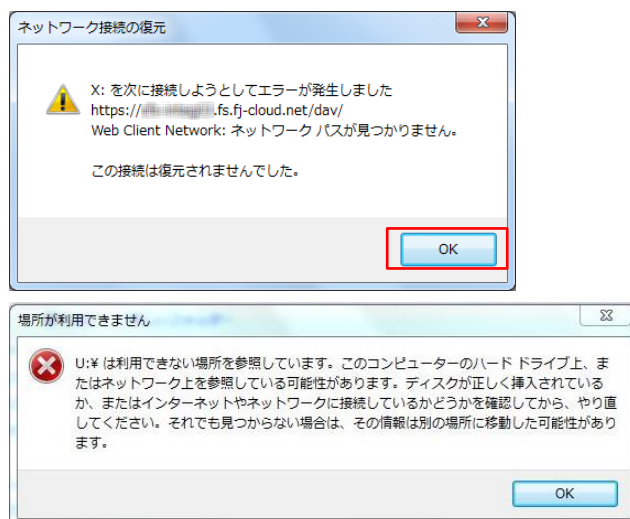 ネットワーク接続の復元
X: を次に接続しようとしてエラーが発生しました
https:// .fs.fj-cloud.net/dav/
Web Client Network: ネットワーク パスが見つかりません。
この接続は復元されませんでした。
OK
場所が利用できません
U:¥ は利用できない場所を参照しています。このコンピューターのハード ドライブ上、ま
たはネットワーク上を参照している可能性があります。ディスクが正しく挿入されている
か、またはインターネットやネットワークに接続しているかどうかを確認してから、やり直
してください。それでも見つからない場合は、その情報は別の場所に移動した可能性があり
ます。
OK